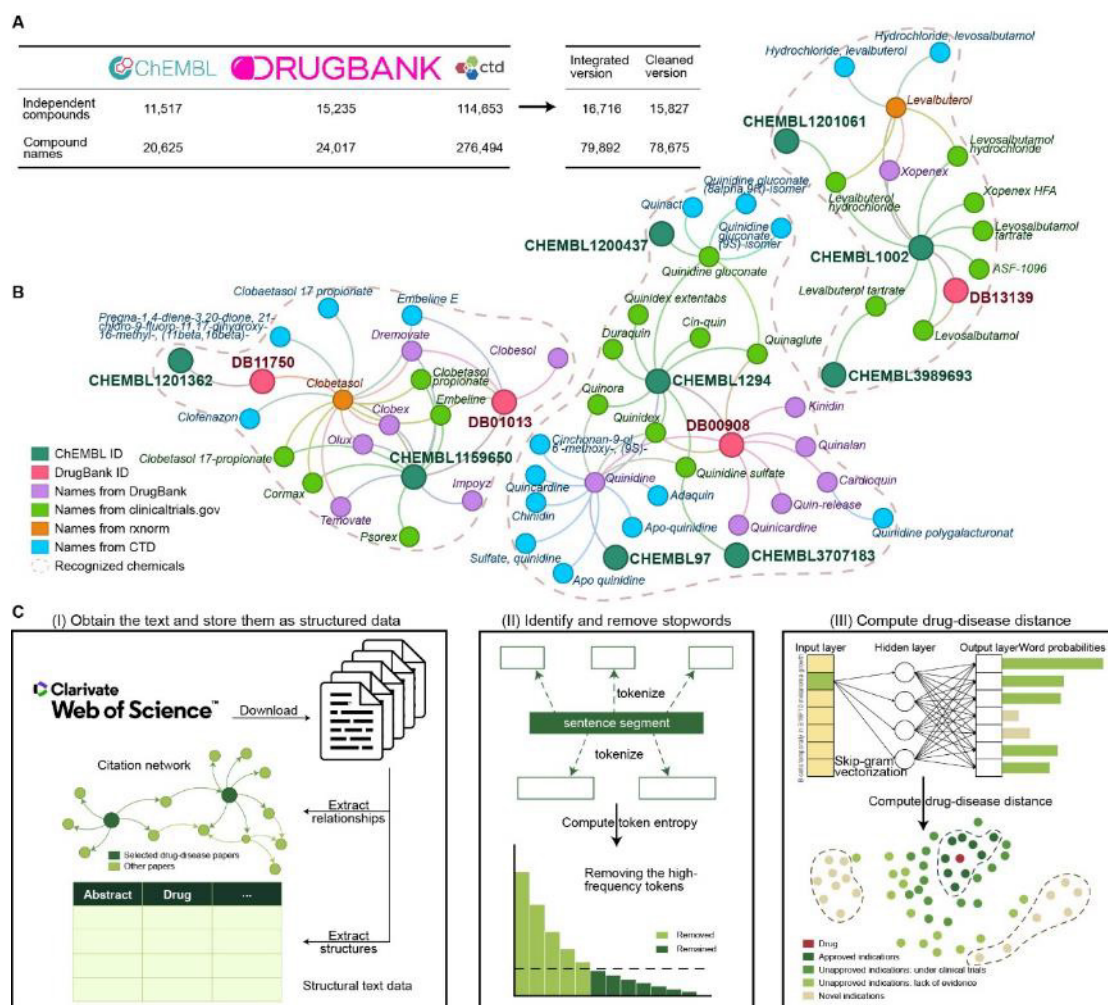 A
ChEMBL DRUGBANK ctd Integrated version Cleaned version
Independent compounds 11,517 15,235 114,653 16,716 15,827
Compound names 20,625 24,017 276,494 79,892 78,675
Hydrochloride, levosalbutamol
Hydrochloride, levalbuterol
Levalbuterol
CHEMBL1201061
Levosalbutamol hydrochloride
Xopenex
Levalbuterol hydrochloride
Xopenex HFA
Levosalbutamol tartrate
CHEMBL1002
ASF-1096
DB13139
Levalbuterol tartrate
Levosalbutamol
CHEMBL3989693
Quinidine gluconate, (8alpha,9R)-isomer
Quinact
Quinidine gluconate, (9S)-isomer
CHEMBL1200437
Quinidine gluconate
Quinidex extentabs
Cin-quin
Duraquin
Quinaglute
CHEMBL1294
Quinora
Quinidex
DB00908
Kinidin
Quinalan
Cinchonan-9-ol, 6'-methoxy-, (9S)-
Quinidine
Quinidine sulfate
Cardioquin
Quincardine
Adaquin
Quin-release
Chinidin
Apo-quinidine
Quinicardine
Quinidine polygalacturonat
Sulfate, quinidine
CHEMBL97
CHEMBL3707183
Apo quinidine
B
Clobaetasol 17 propionate
Embeline E
Pregna-1,4-diene-3,20-dione, 21-
chloro-9-fluoro-11,17-dihydroxy-
16-methyl-, (11beta,16beta)-
Dremovate
Clobesol
DB11750
CHEMBL1201362
Clobetasol
Clobetasol propionate
Embeline
DB01013
Clofenazon
Clobex
Olux
CHEMBL1159650
Clobetasol 17-propionate
Cormax
Impoyz
Temovate
Psorex
ChEMBL ID
DrugBank ID
Names from DrugBank
Names from clinicaltrials.gov
Names from rxnorm
Names from CTD
Recognized chemicals
C
(I) Obtain the text and store them as structured data
Clarivate
Web of Science™
Download
Citation network
Extract relationships
Selected drug-disease papers
Other papers
Abstract Drug ...
Extract structures
Structural text data
(II) Identify and remove stopwords
tokenize
sentence segment
tokenize
Compute token entropy
Removing the high-
frequency tokens
Removed
Remained
(III) Compute drug-disease distance
Input layer Hidden layer Output layer Word probabilities
Skip-gram
vectorization
Compute drug-disease distance
Drug
Approved indications
Unapproved indications: under clinical trials
Unapproved indications: lack of evidence
Novel indications